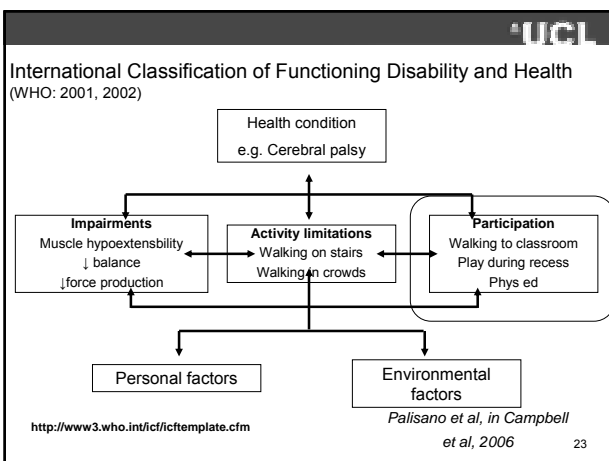 UCL
International Classification of Functioning Disability and Health
(WHO: 2001, 2002)
Health condition
e.g. Cerebral palsy
Impairments
Muscle hypoextensbility
↓ balance
↓force production
Activity limitations
Walking on stairs
Walking in crowds
Participation
Walking to classroom
Play during recess
Phys ed
Personal factors
Environmental
factors
http://www3.who.int/icf/icftemplate.cfm
Palisano et al, in Campbell
et al, 2006
23